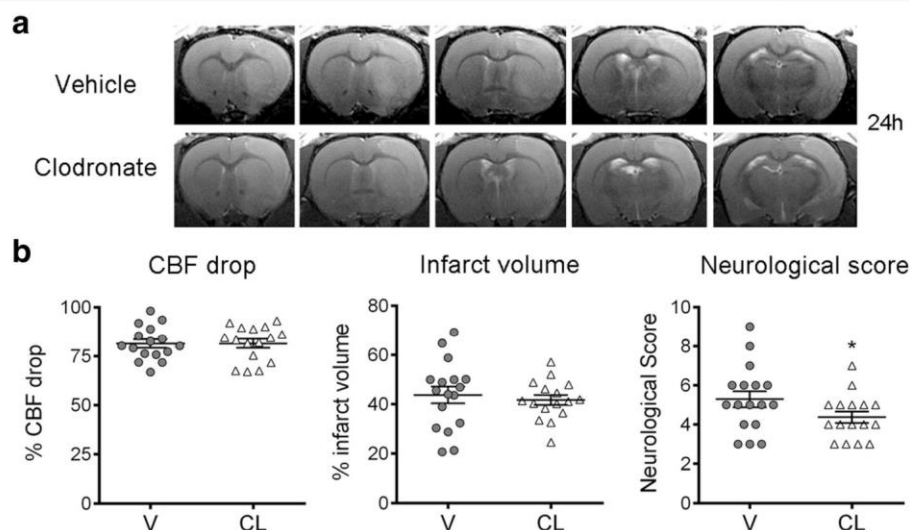 a
Vehicle
Clodronate
24h
b
CBF drop
Infarct volume
Neurological score
% CBF drop
100
75
50
25
0
V
CL
% infarct volume
80
60
40
20
0
V
CL
Neurological Score
10
8
6
4
2
0
*
V
CL